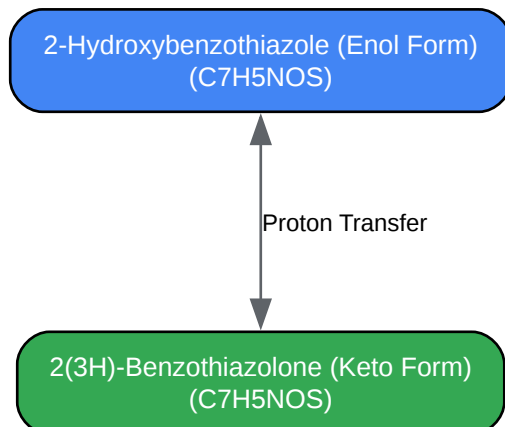 2-Hydroxybenzothiazole (Enol Form)
(C7H5NOS)
Proton Transfer
2(3H)-Benzothiazolone (Keto Form)
(C7H5NOS)